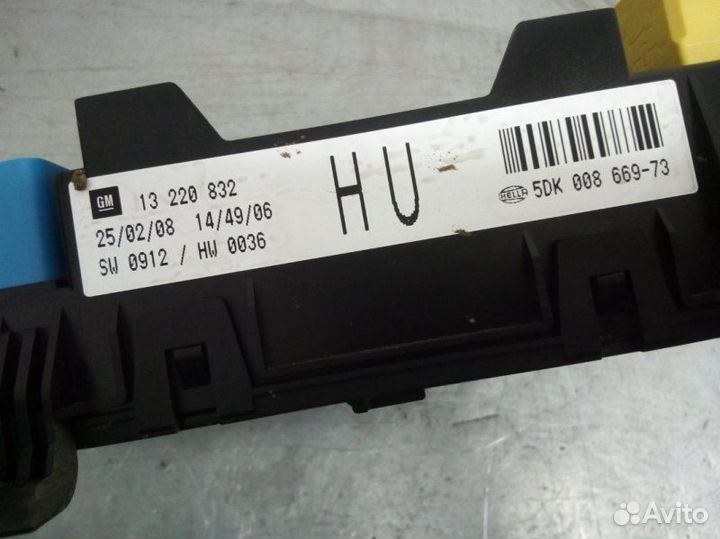 GM 13 220 832
25/02/08 14/49/06
SW 0912 / HW 0036
HU
HELLA 5DK 008 669-73
Avito